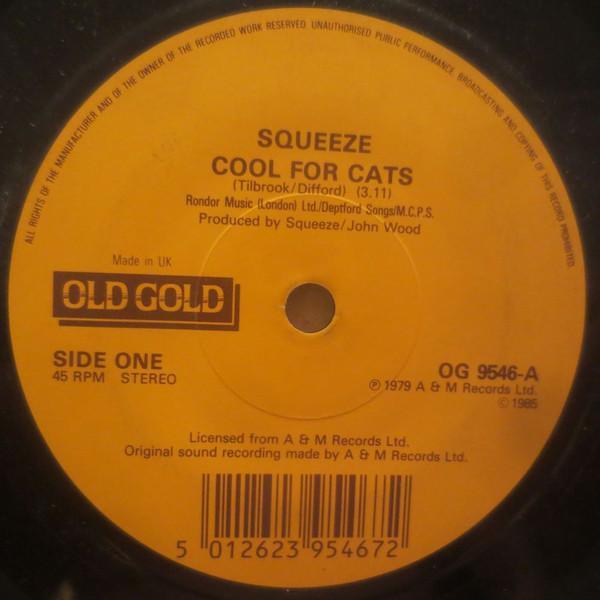 ALL RIGHTS OF THE MANUFACTURER AND OF THE OWNER OF THE RECORDED WORK RESERVED UNAUTHORISED PUBLIC PERFORMANCE BROADCASTING AND COPYING OF THIS RECORD PROHIBITED
SQUEEZE
COOL FOR CATS
(Tilbrook/Difford) (3.11)
Rondor Music (London) Ltd./Deptford Songs/M.C.P.S.
Produced by Squeeze/John Wood
Made in UK
OLD GOLD
SIDE ONE
45 RPM STEREO
OG 9546-A
℗ 1979 A & M Records Ltd.
© 1985
Licensed from A & M Records Ltd.
Original sound recording made by A & M Records Ltd.
5 012623 954672